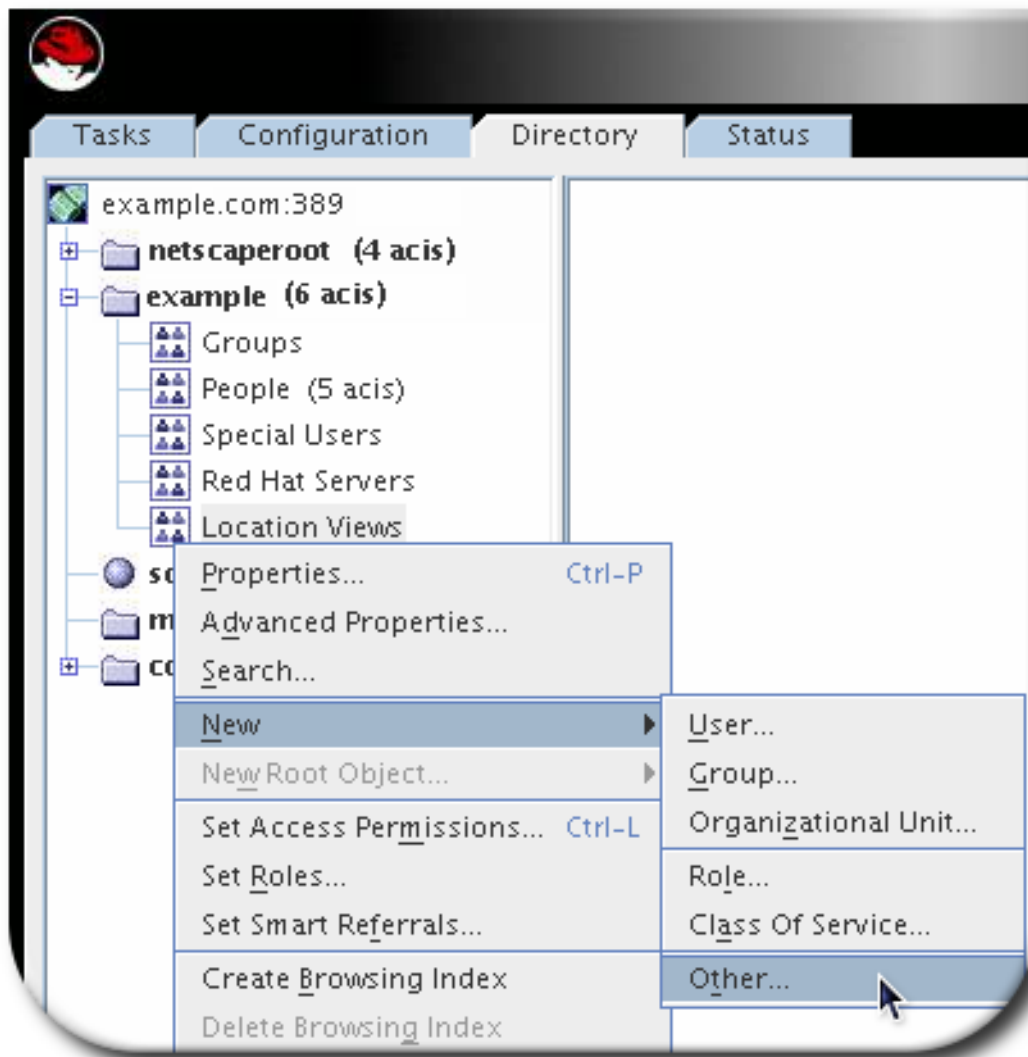 Tasks
Configuration
Directory
Status
example.com:389
netscaperoot (4 acis)
example (6 acis)
Groups
People (5 acis)
Special Users
Red Hat Servers
Location Views
Properties... Ctrl-P
Advanced Properties...
Search...
New
New Root Object...
Set Access Permissions... Ctrl-L
Set Roles...
Set Smart Referrals...
Create Browsing Index
Delete Browsing Index
User...
Group...
Organizational Unit...
Role...
Class Of Service...
Other...